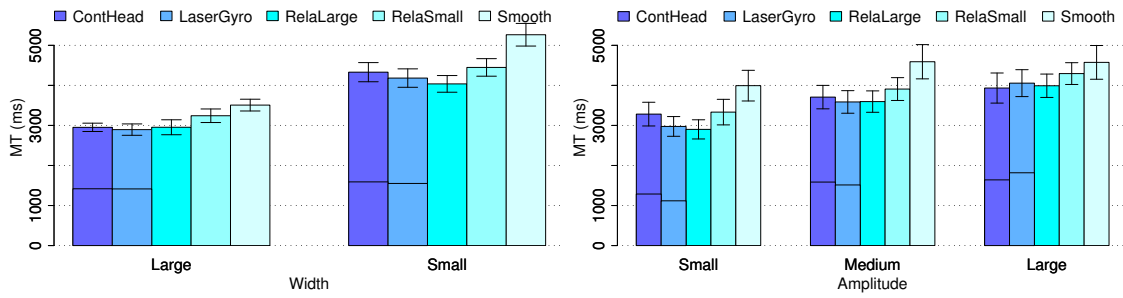 ContHead LaserGyro RelaLarge RelaSmall Smooth
MT (ms)
5000
3000
1000
0
Large Small
Width
ContHead LaserGyro RelaLarge RelaSmall Smooth
MT (ms)
5000
3000
1000
0
Small Medium Large
Amplitude